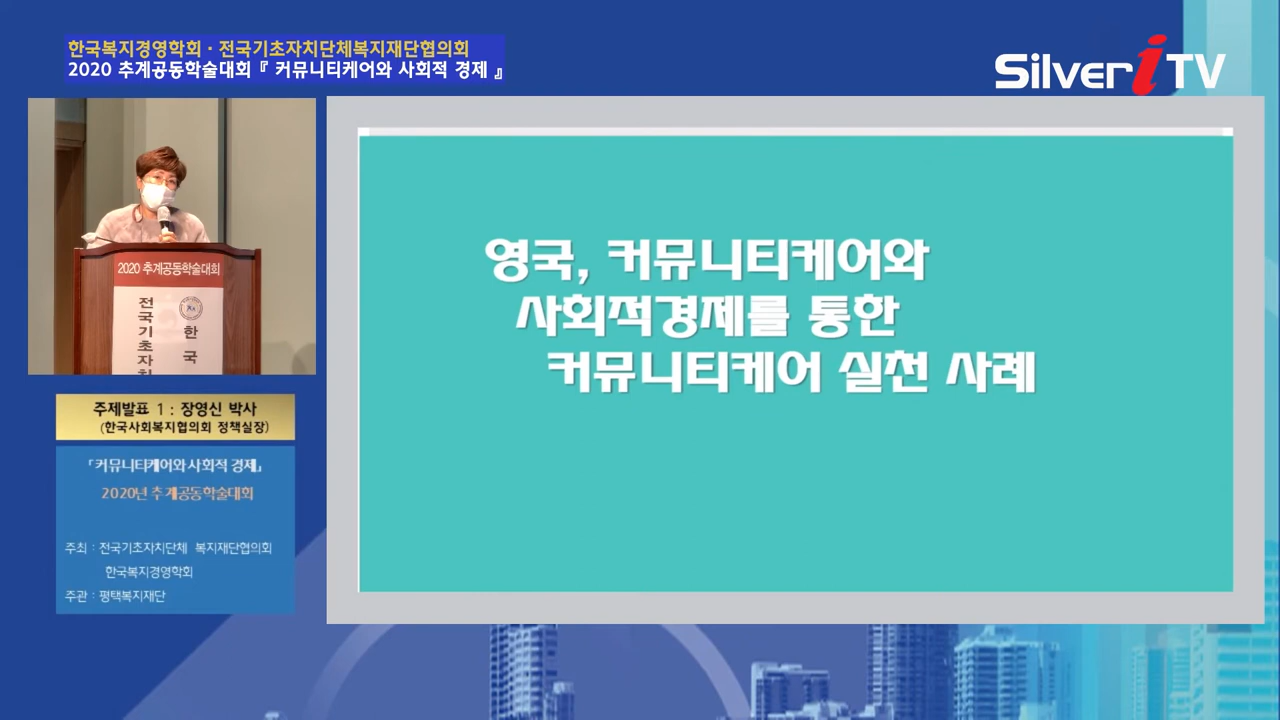 한국복지경영학회 · 전국기초자치단체복지재단협의회
2020 추계공동학술대회 『 커뮤니티케어와 사회적 경제 』
Silver i TV
2020 추계공동학술대회
전국기초자치
한국
주제발표 1 : 장영신 박사
(한국사회복지협의회 정책실장)
『커뮤니티케어와 사회적 경제』
2020년 추계공동학술대회
주최 : 전국기초자치단체 복지재단협의회
한국복지경영학회
주관 : 평택복지재단
영국, 커뮤니티케어와
사회적경제를 통한
커뮤니티케어 실천 사례